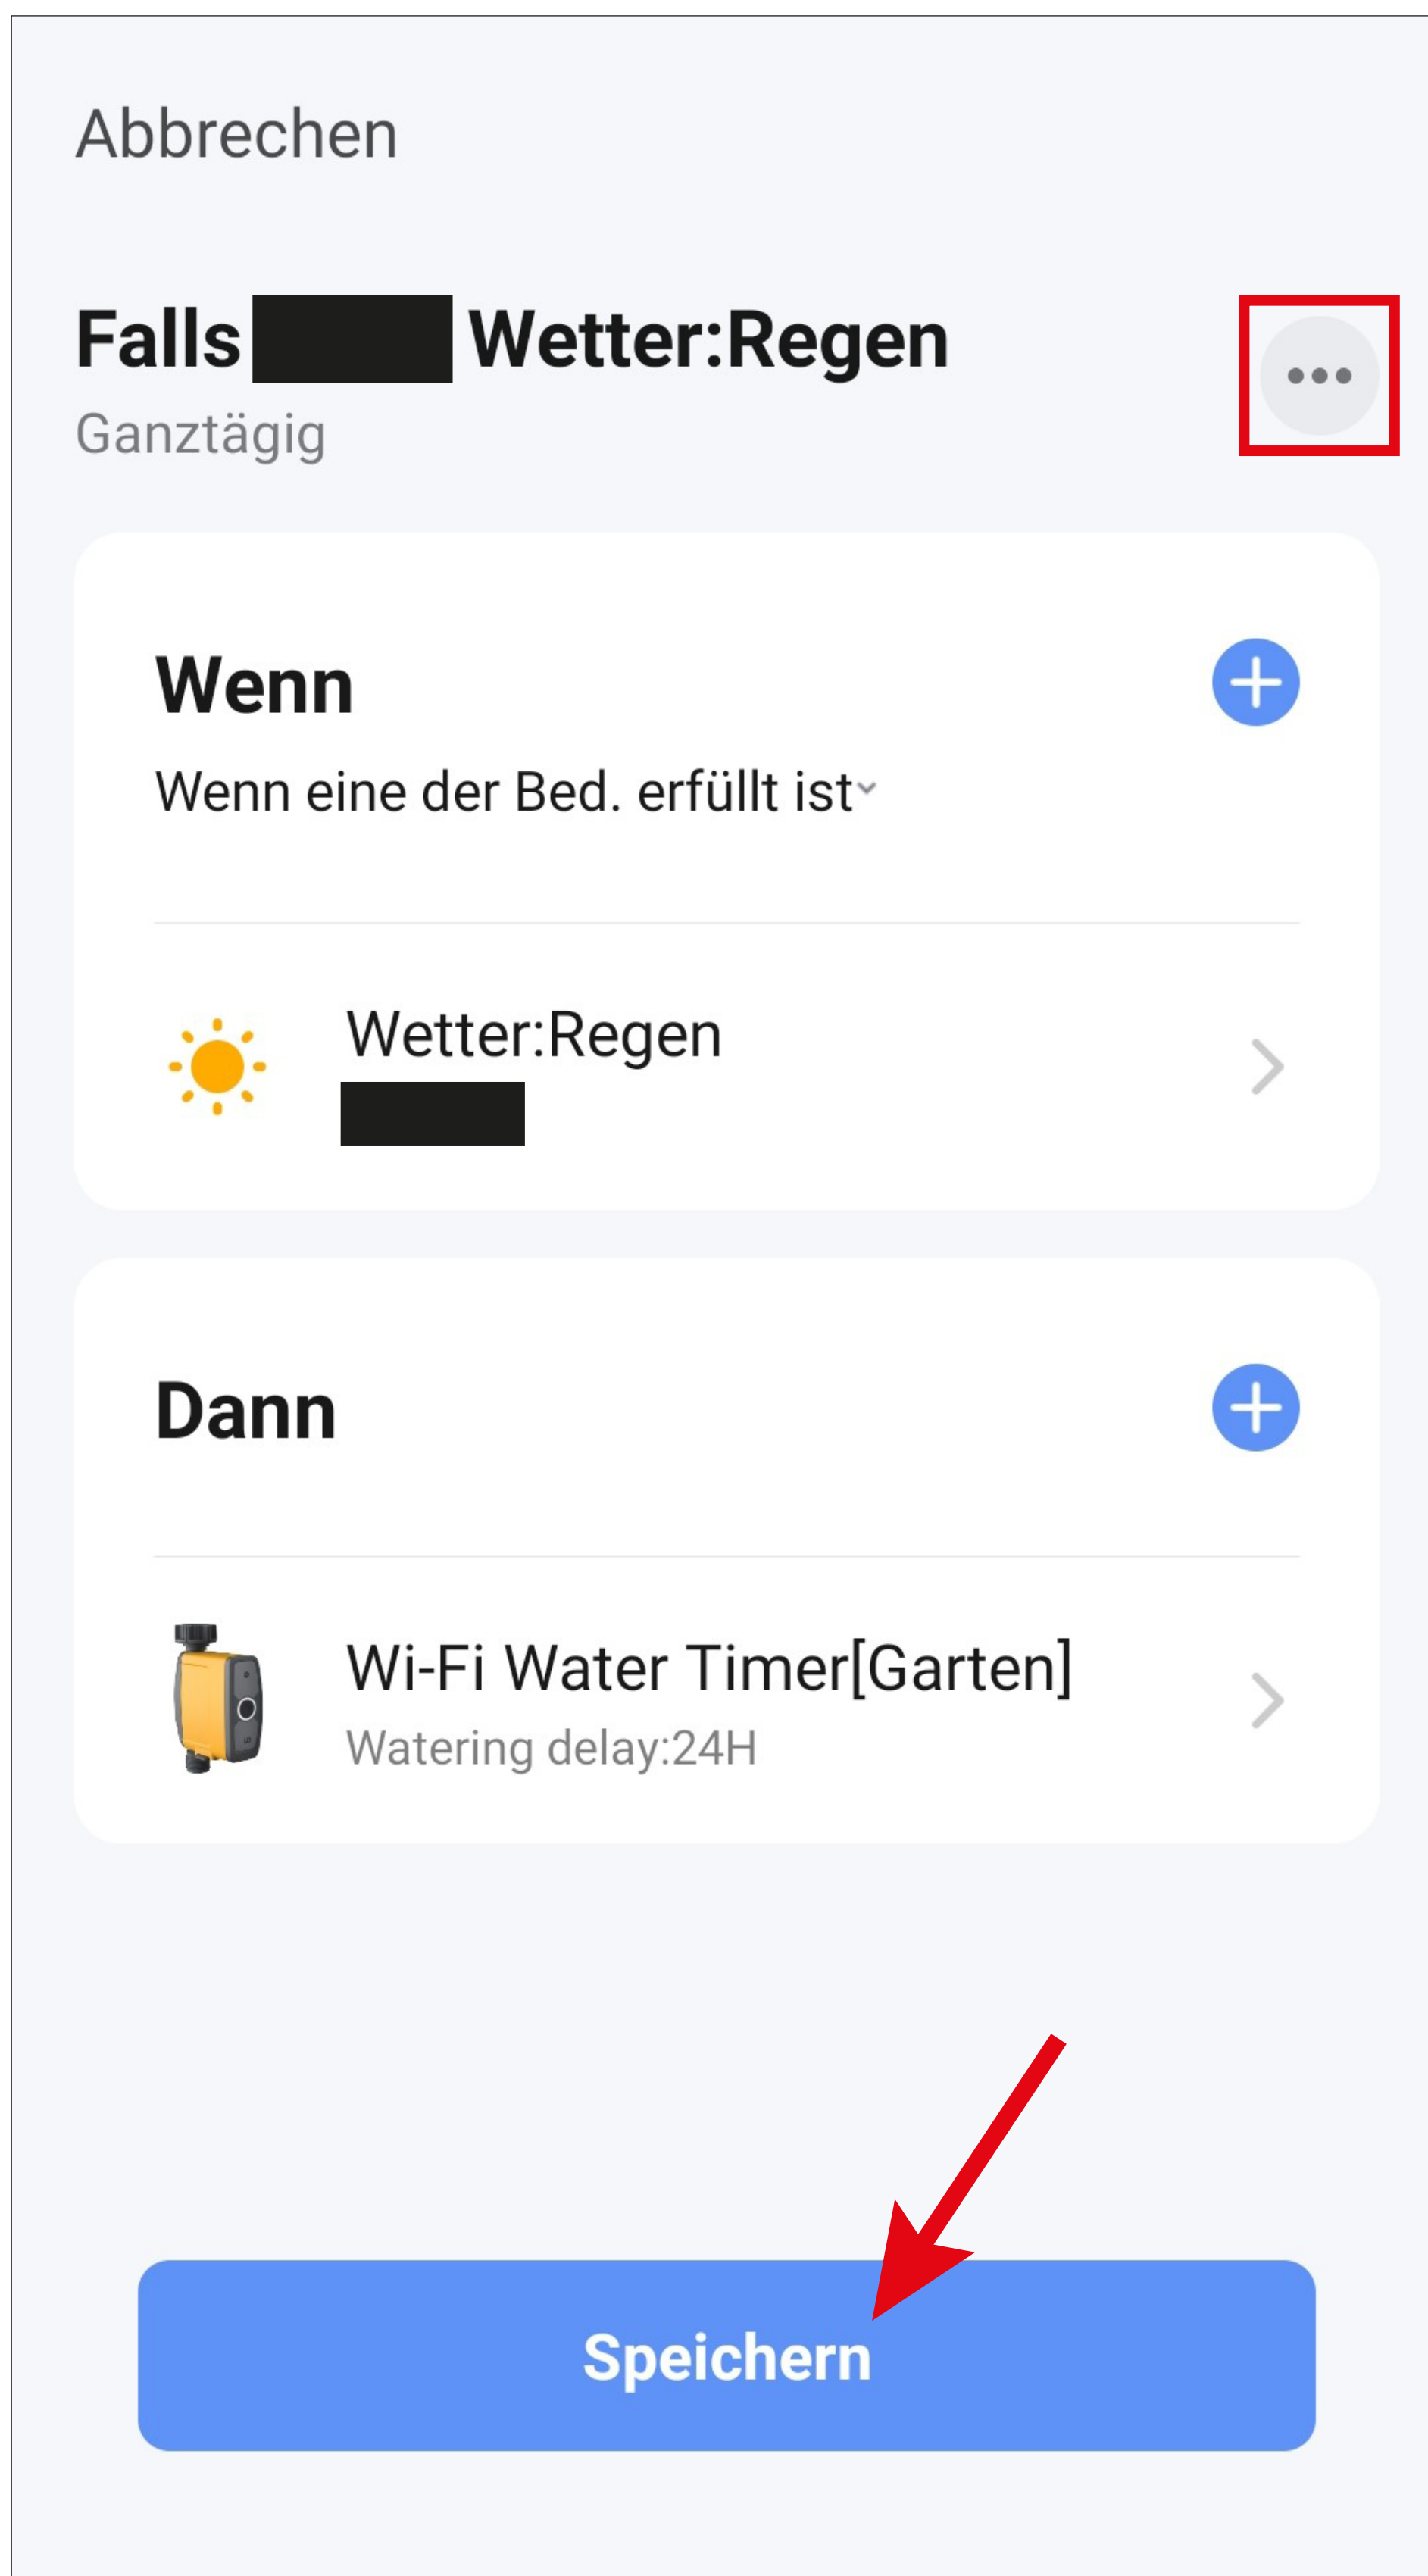 Abbrechen
Falls Wetter:Regen
Ganztägig
Wenn
Wenn eine der Bed. erfüllt ist
Wetter:Regen
Dann
Wi-Fi Water Timer[Garten]
Watering delay:24H
Speichern